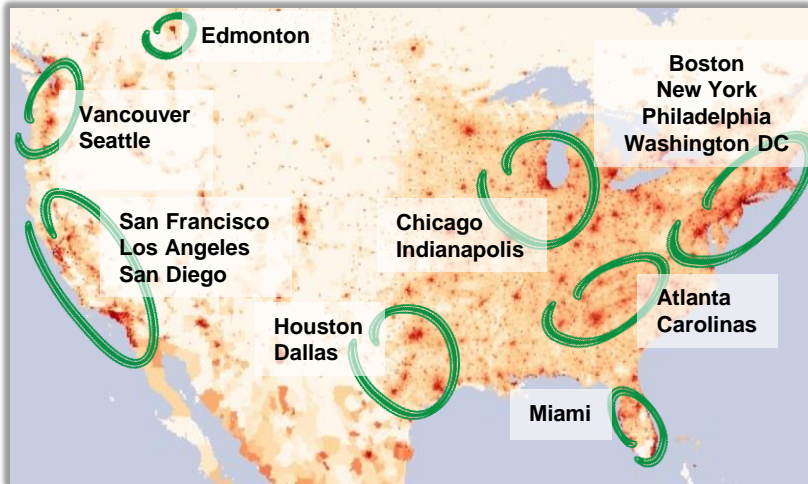 Edmonton
Boston
New York
Philadelphia
Washington DC
Vancouver
Seattle
San Francisco
Los Angeles
San Diego
Chicago
Indianapolis
Houston
Dallas
Atlanta
Carolinas
Miami